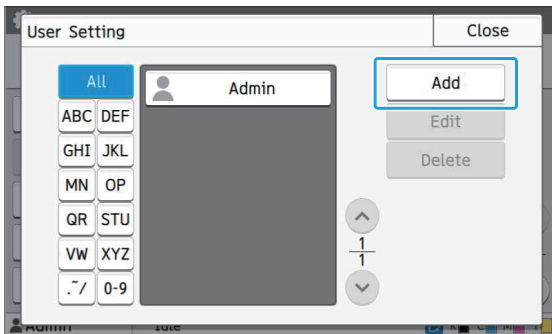 User Setting
Close
All
ABC
DEF
GHI
JKL
MN
OP
QR
STU
VW
XYZ
.~/
0-9
Admin
Add
Edit
Delete
1
1
Admin
Idle
K
C
M
Y